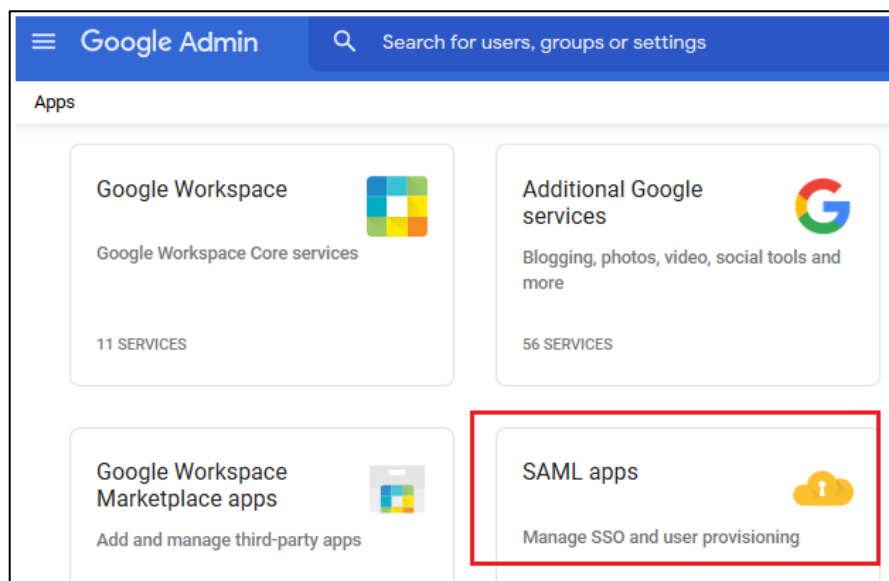 Google Admin
Search for users, groups or settings
Apps
Google Workspace
Google Workspace Core services
11 SERVICES
Additional Google
services
Blogging, photos, video, social tools and
more
56 SERVICES
Google Workspace
Marketplace apps
Add and manage third-party apps
SAML apps
Manage SSO and user provisioning